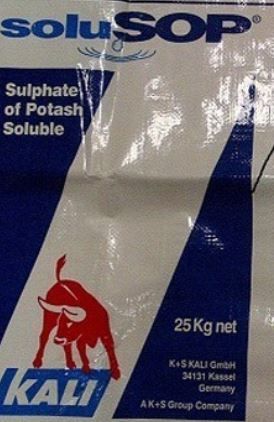 soluSOP®
Sulphate
of Potash
Soluble
25Kg net
KALI
K+S KALI GmbH
34131 Kassel
Germany
A K+S Group Company